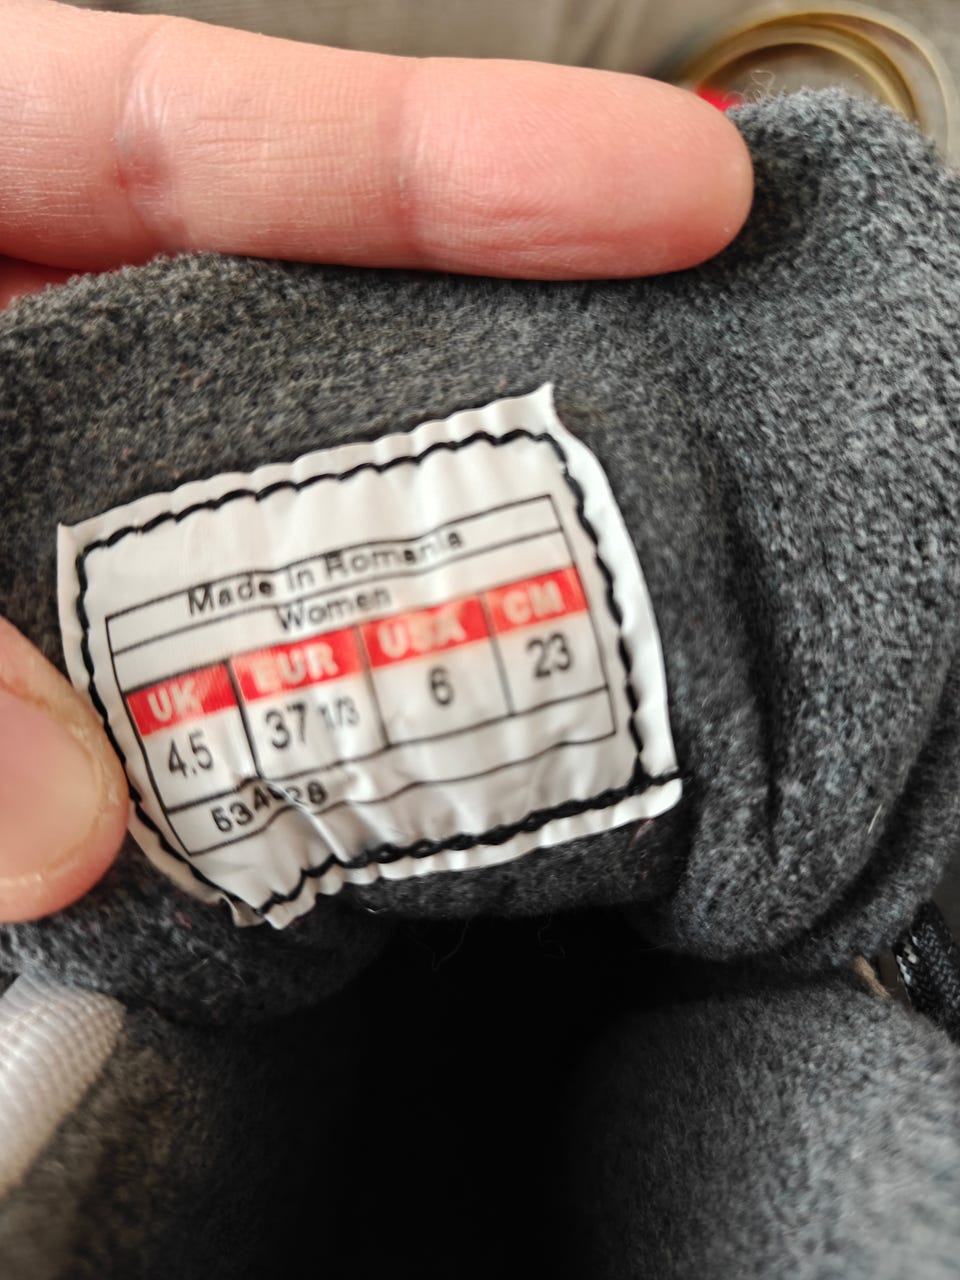 Made in Romania
Women
UK EUR USA CM
4.5 37 1/3 6 23